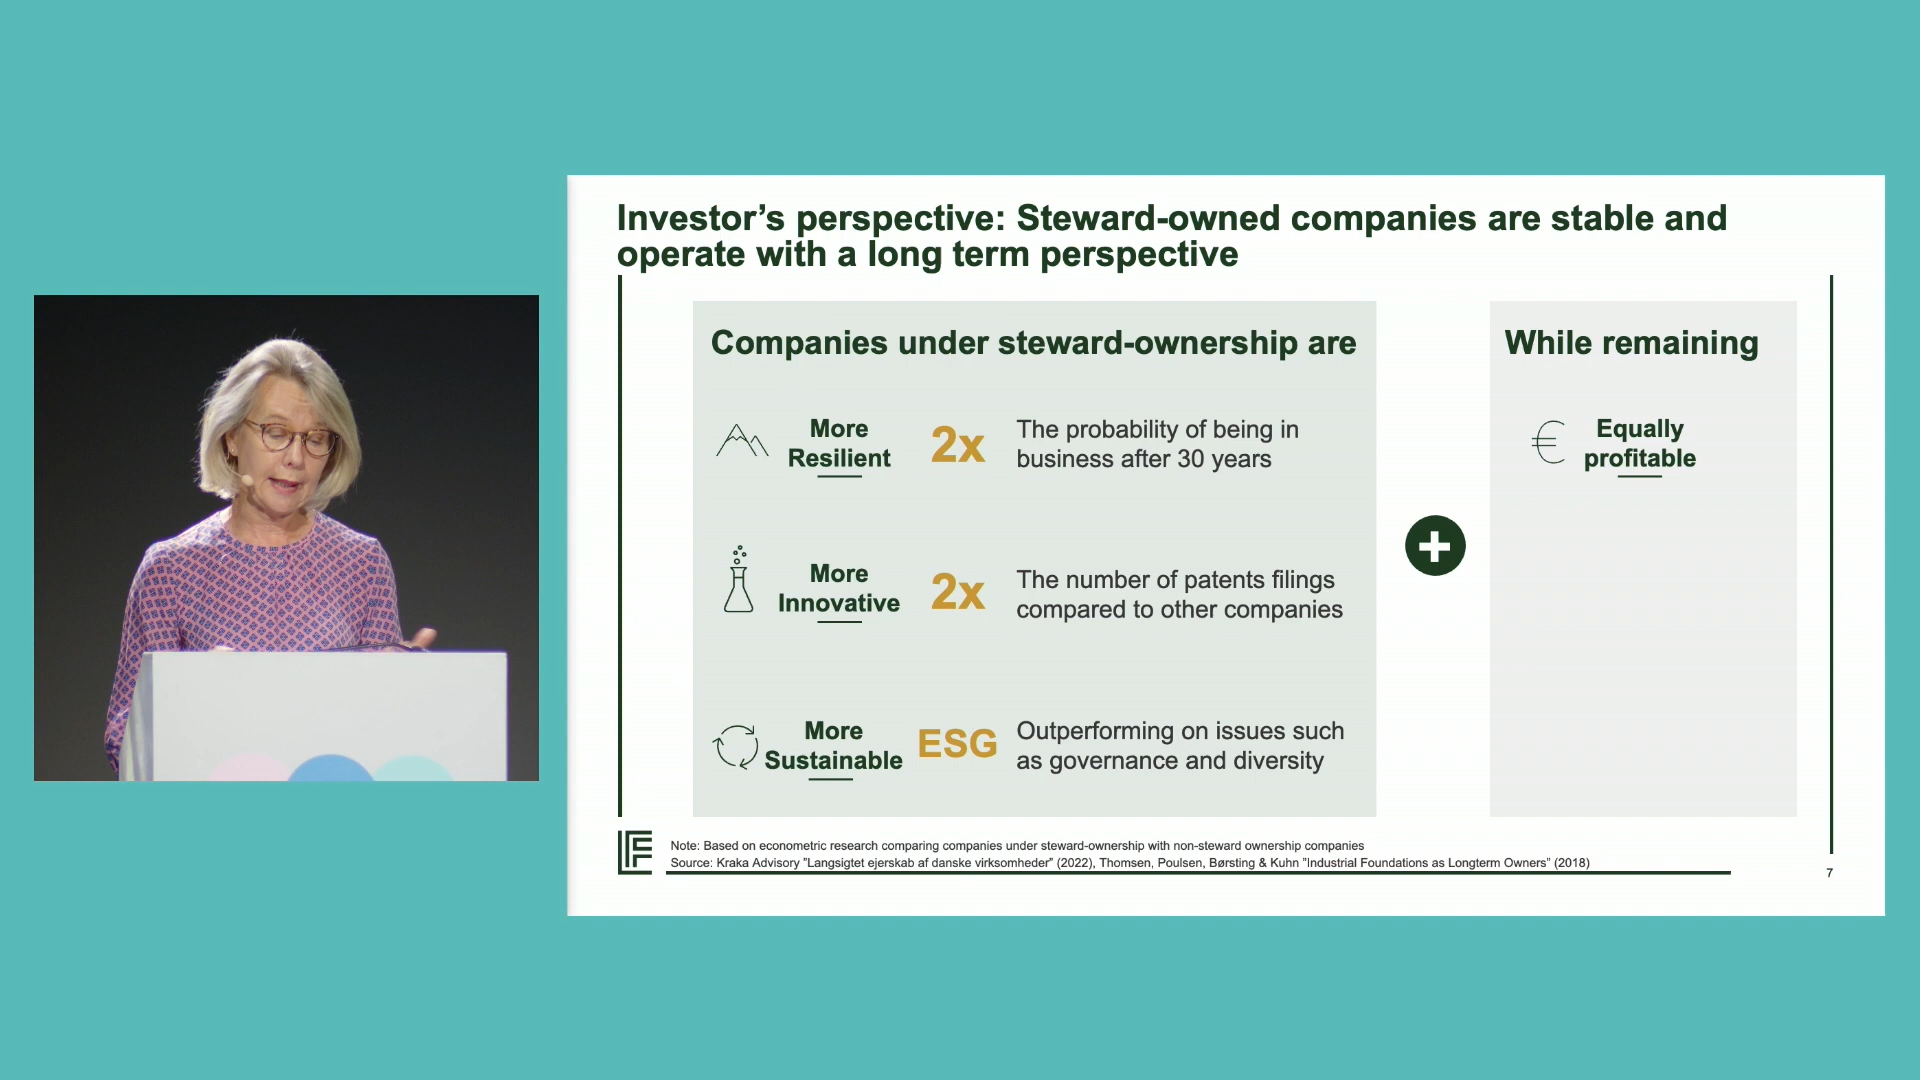 Investor’s perspective: Steward-owned companies are stable and
operate with a long term perspective
Companies under steward-ownership are
More
Resilient
2x
The probability of being in
business after 30 years
More
Innovative
2x
The number of patents filings
compared to other companies
More
Sustainable
ESG
Outperforming on issues such
as governance and diversity
While remaining
€
Equally
profitable
Note: Based on econometric research comparing companies under steward-ownership with non-steward ownership companies
Source: Kraka Advisory ”Langsigtet ejerskab af danske virksomheder” (2022), Thomsen, Poulsen, Børsting & Kuhn ”Industrial Foundations as Longterm Owners” (2018)
7